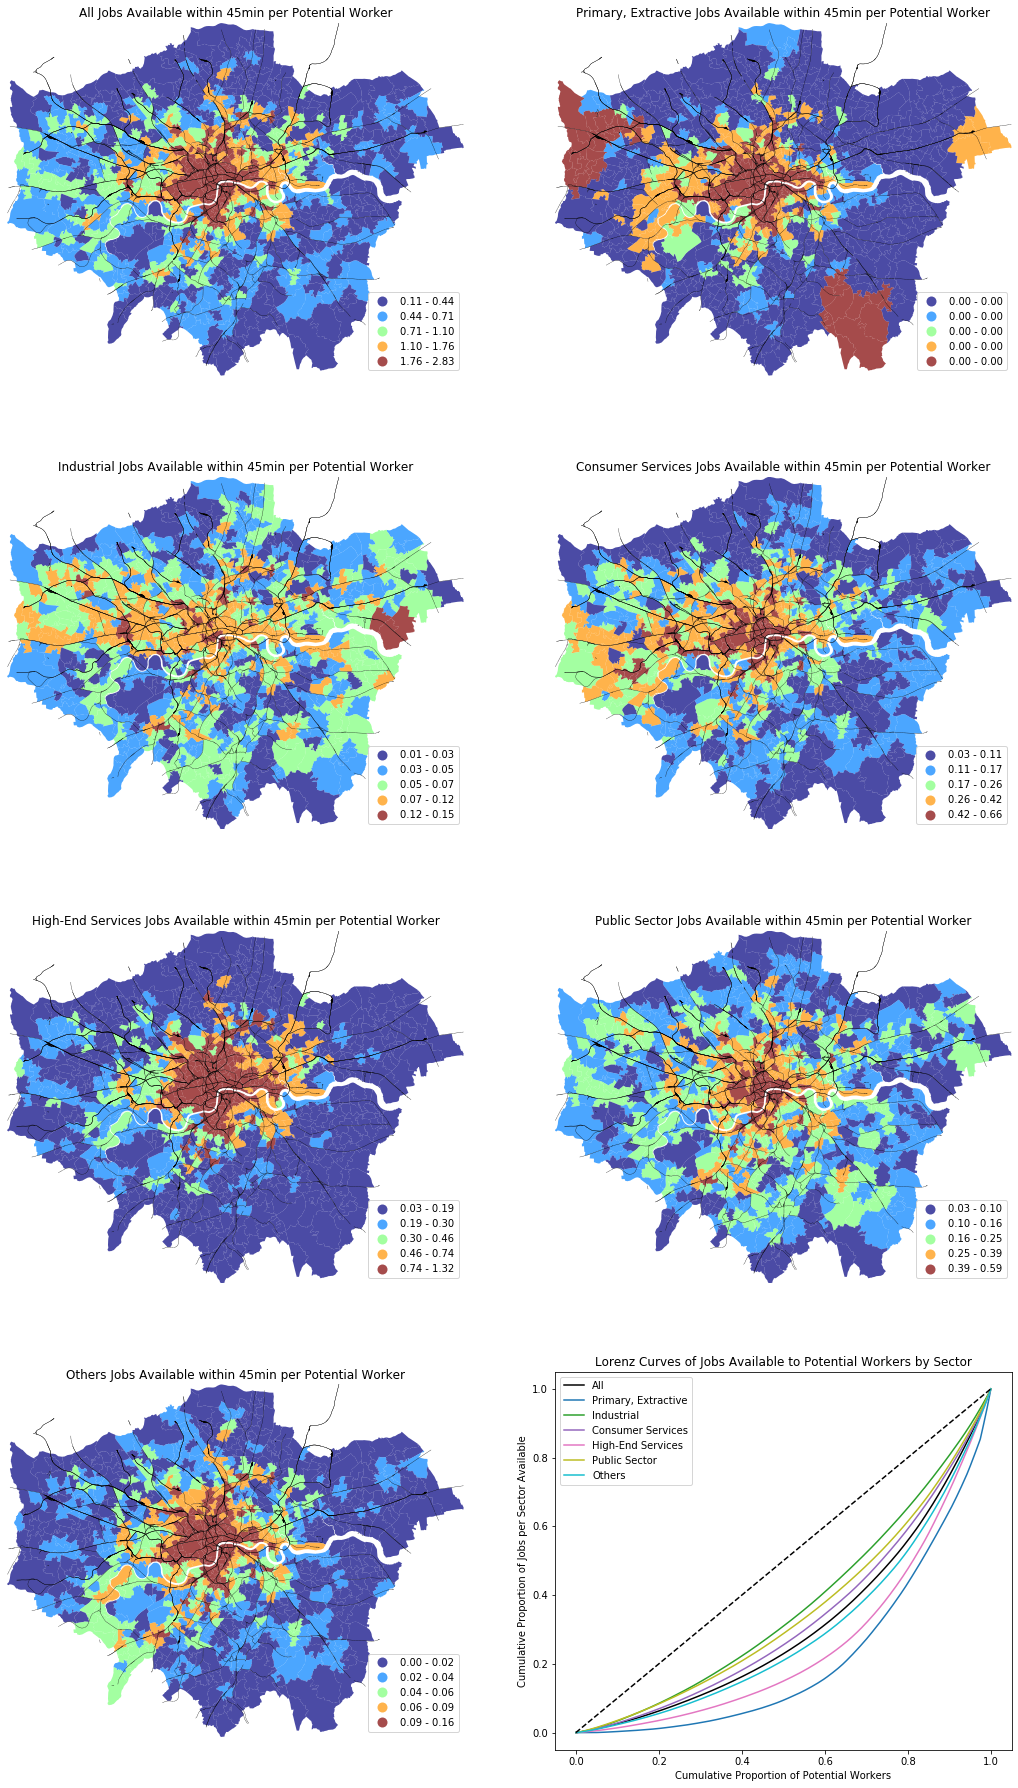 All Jobs Available within 45min per Potential Worker
0.11 - 0.44
0.44 - 0.71
0.71 - 1.10
1.10 - 1.76
1.76 - 2.83
Primary, Extractive Jobs Available within 45min per Potential Worker
0.00 - 0.00
0.00 - 0.00
0.00 - 0.00
0.00 - 0.00
0.00 - 0.00
Industrial Jobs Available within 45min per Potential Worker
0.01 - 0.03
0.03 - 0.05
0.05 - 0.07
0.07 - 0.12
0.12 - 0.15
Consumer Services Jobs Available within 45min per Potential Worker
0.03 - 0.11
0.11 - 0.17
0.17 - 0.26
0.26 - 0.42
0.42 - 0.66
High-End Services Jobs Available within 45min per Potential Worker
0.03 - 0.19
0.19 - 0.30
0.30 - 0.46
0.46 - 0.74
0.74 - 1.32
Public Sector Jobs Available within 45min per Potential Worker
0.03 - 0.10
0.10 - 0.16
0.16 - 0.25
0.25 - 0.39
0.39 - 0.59
Others Jobs Available within 45min per Potential Worker
0.00 - 0.02
0.02 - 0.04
0.04 - 0.06
0.06 - 0.09
0.09 - 0.16
Lorenz Curves of Jobs Available to Potential Workers by Sector
All
Primary, Extractive
Industrial
Consumer Services
High-End Services
Public Sector
Others
Cumulative Proportion of Jobs per Sector Available
1.0
0.8
0.6
0.4
0.2
0.0
0.0 0.2 0.4 0.6 0.8 1.0
Cumulative Proportion of Potential Workers